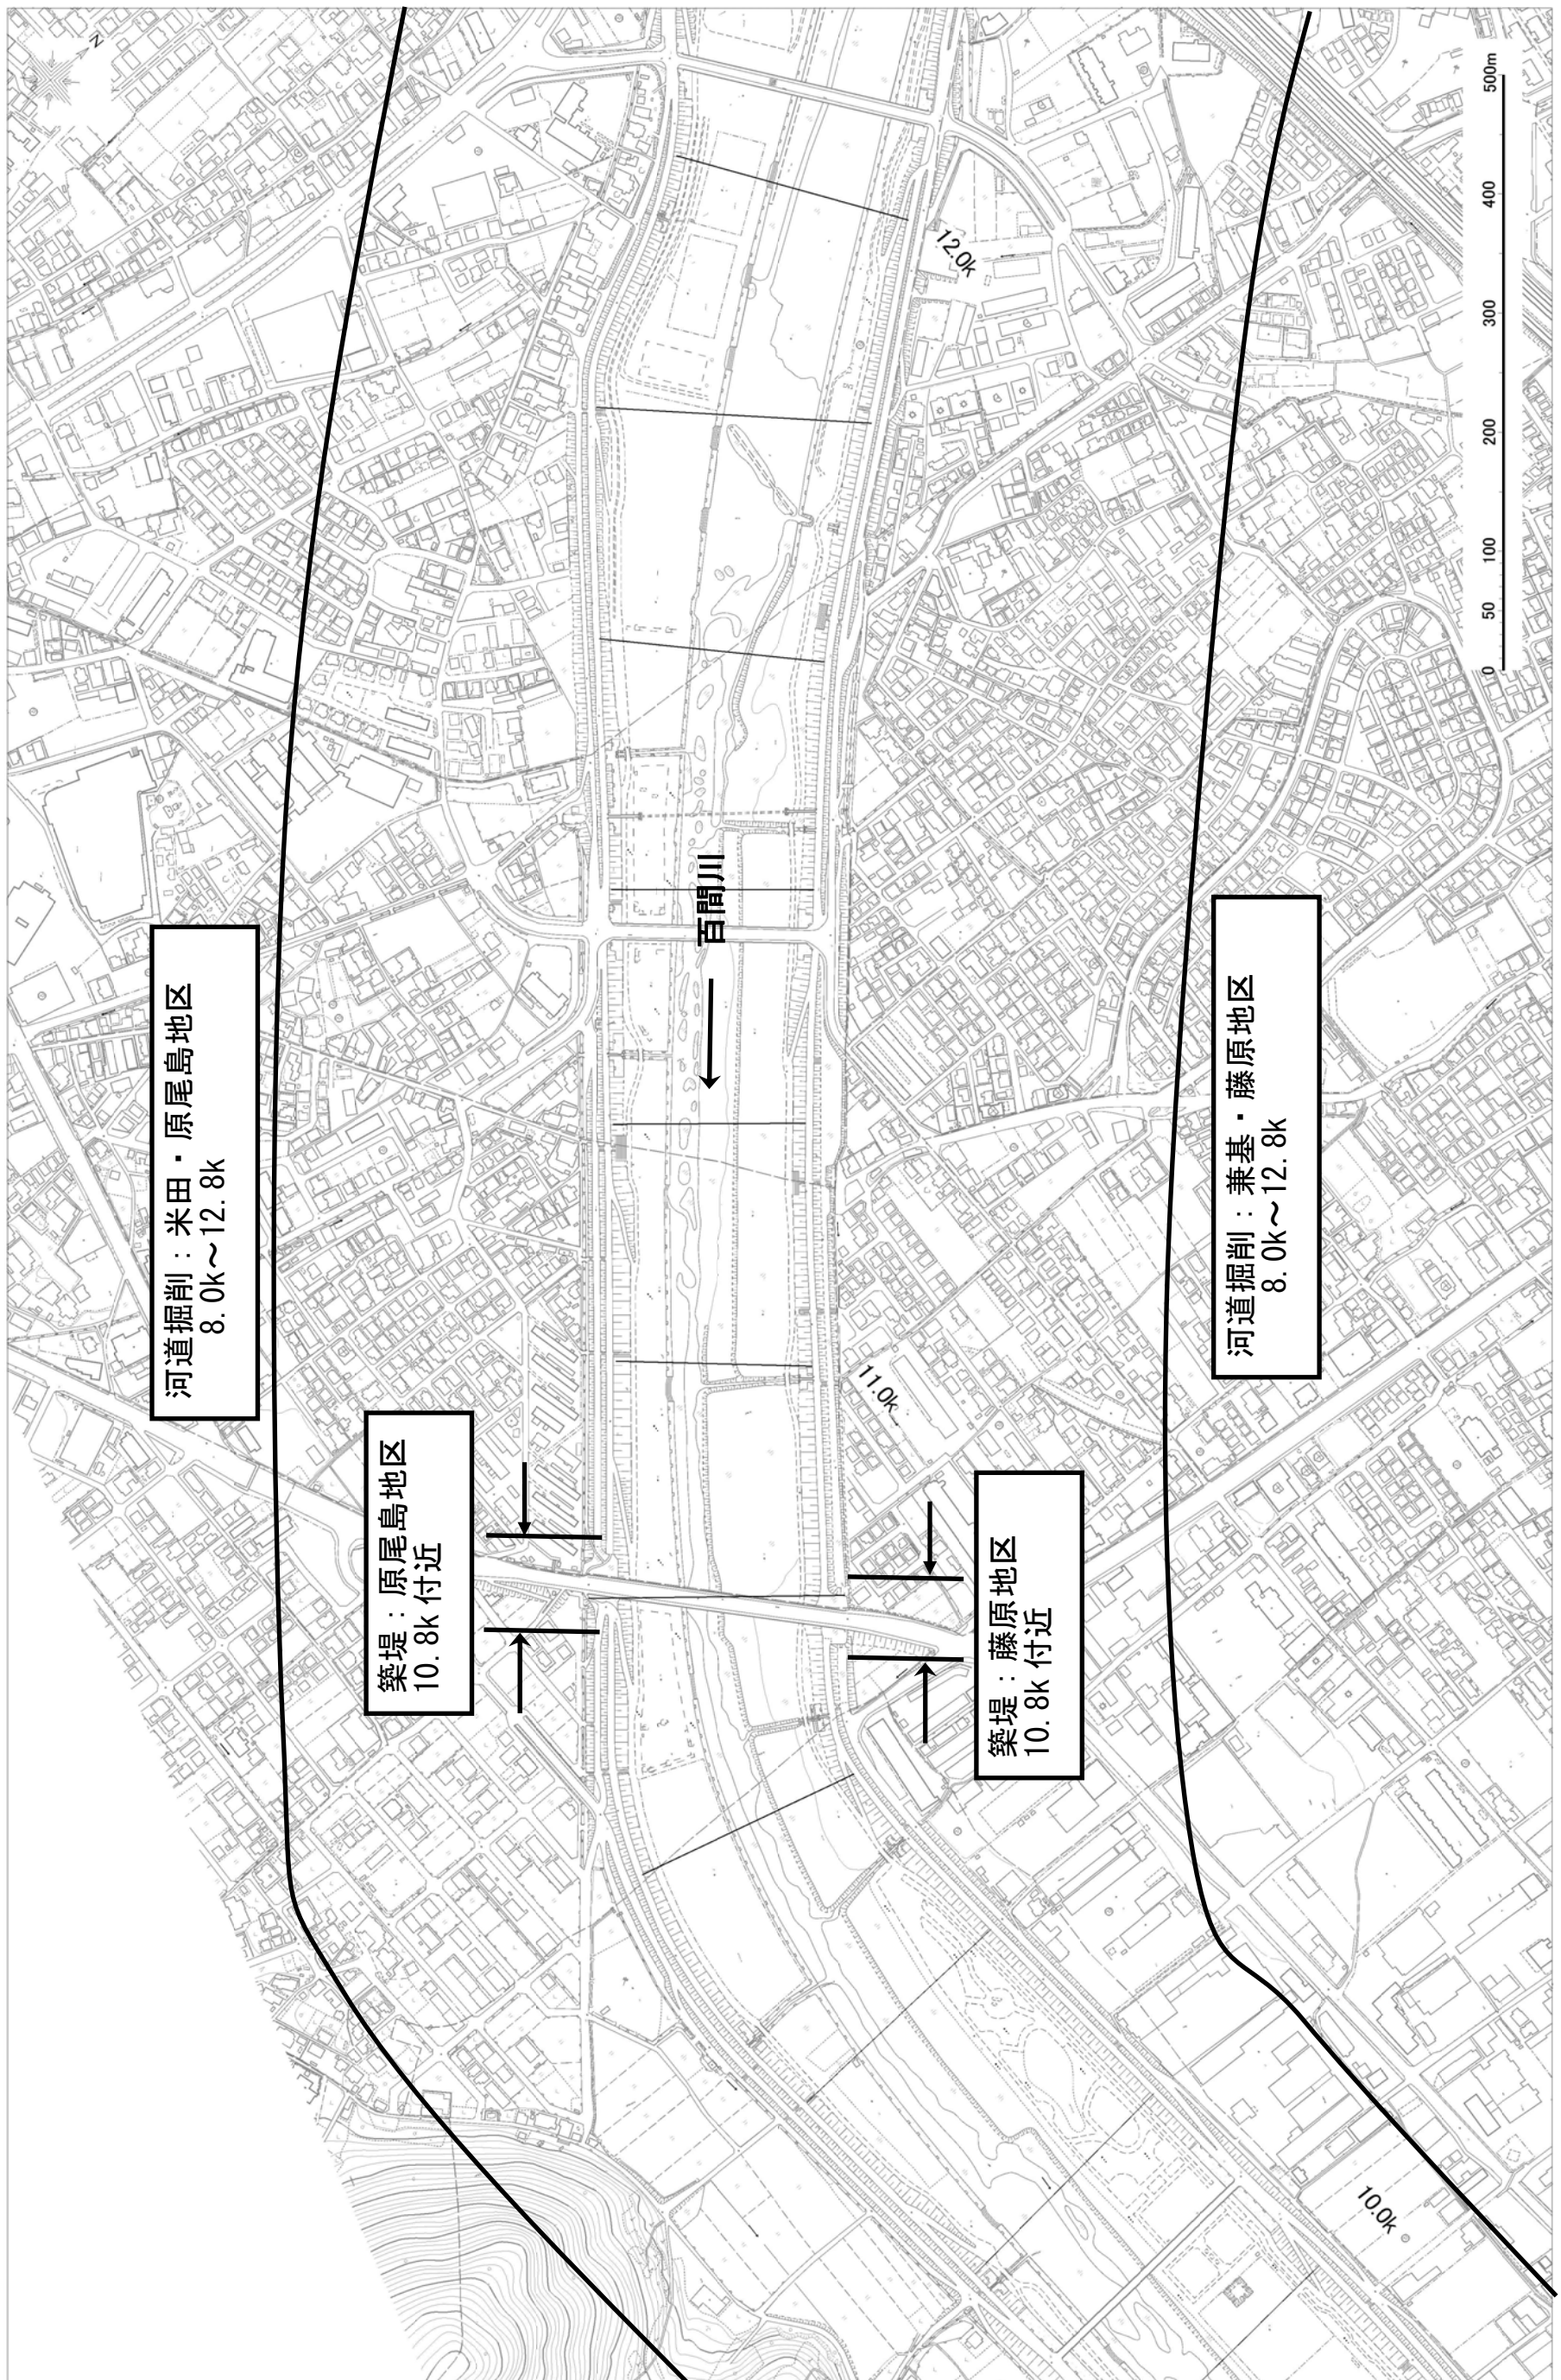 N
河道掘削：米田・原尾島地区
8.0k～12.8k
築堤：原尾島地区
10.8k 付近
百間川
12.0k
11.0k
10.0k
築堤：藤原地区
10.8k 付近
河道掘削：兼基・藤原地区
8.0k～12.8k
0 50 100 200 300 400 500m